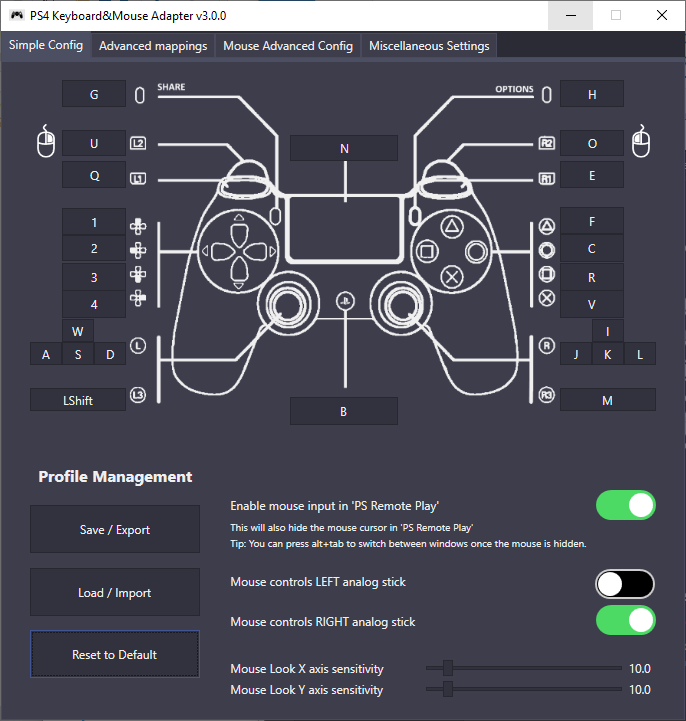 PS4 Keyboard&Mouse Adapter v3.0.0
Simple Config Advanced mappings Mouse Advanced Config Miscellaneous Settings
G SHARE OPTIONS H
U L2 N R2 O
Q L1 R1 E
1 F
2 C
3 R
4 V
W I
A S D L R J K L
LShift L3 R3 M
B
Profile Management
Save / Export
Load / Import
Reset to Default
Enable mouse input in 'PS Remote Play'
This will also hide the mouse cursor in 'PS Remote Play'
Tip: You can press alt+tab to switch between windows once the mouse is hidden.
Mouse controls LEFT analog stick
Mouse controls RIGHT analog stick
Mouse Look X axis sensitivity 10.0
Mouse Look Y axis sensitivity 10.0